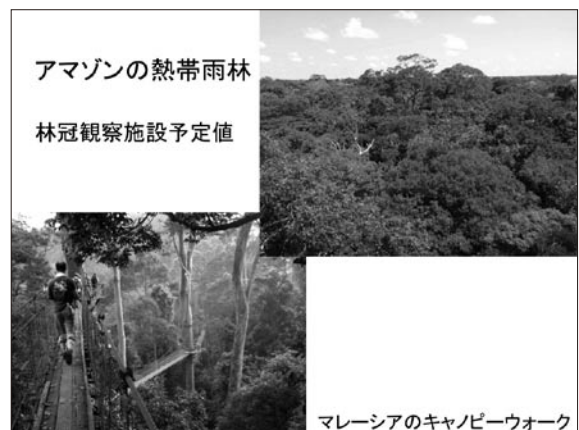 アマゾンの熱帯雨林
林冠観察施設予定値
マレーシアのキャノピーウォーク